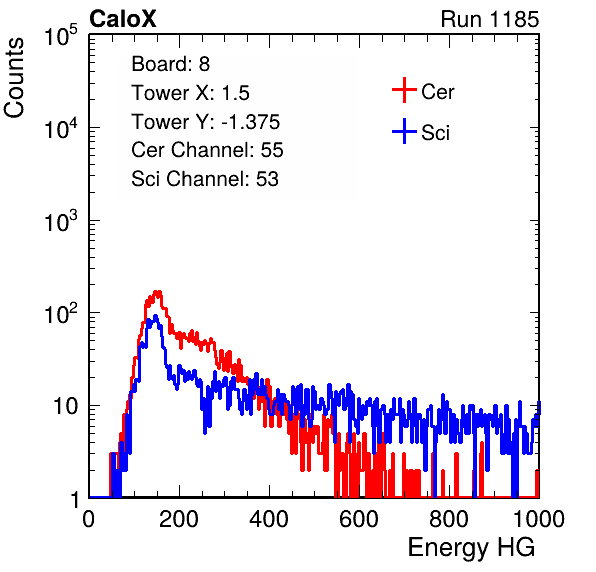 CaloX Run 1185
Counts
10^5
10^4
10^3
10^2
10
1
Board: 8
Tower X: 1.5
Tower Y: -1.375
Cer Channel: 55
Sci Channel: 53
Cer
Sci
0 200 400 600 800 1000
Energy HG